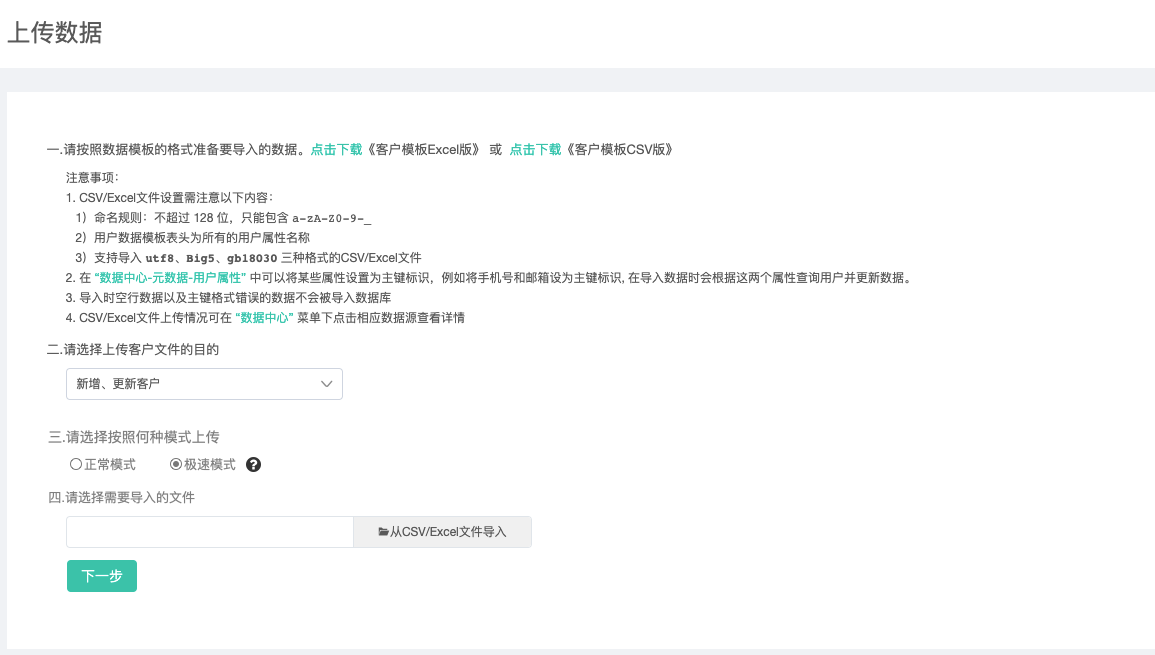 上传数据
一.请按照数据模板的格式准备要导入的数据。点击下载《客户模板Excel版》 或 点击下载《客户模板CSV版》
注意事项：
1. CSV/Excel文件设置需注意以下内容：
1）命名规则：不超过 128 位，只能包含 a-zA-Z0-9-_
2）用户数据模板表头为所有的用户属性名称
3）支持导入 utf8、Big5、gb18030 三种格式的CSV/Excel文件
2. 在 “数据中心-元数据-用户属性” 中可以将某些属性设置为主键标识，例如将手机号和邮箱设为主键标识, 在导入数据时会根据这两个属性查询用户并更新数据。
3. 导入时空行数据以及主键格式错误的数据不会被导入数据库
4. CSV/Excel文件上传情况可在 “数据中心” 菜单下点击相应数据源查看详情
二.请选择上传客户文件的目的
新增、更新客户
三.请选择按照何种模式上传
正常模式 极速模式 ?
四.请选择需要导入的文件
从CSV/Excel文件导入
下一步